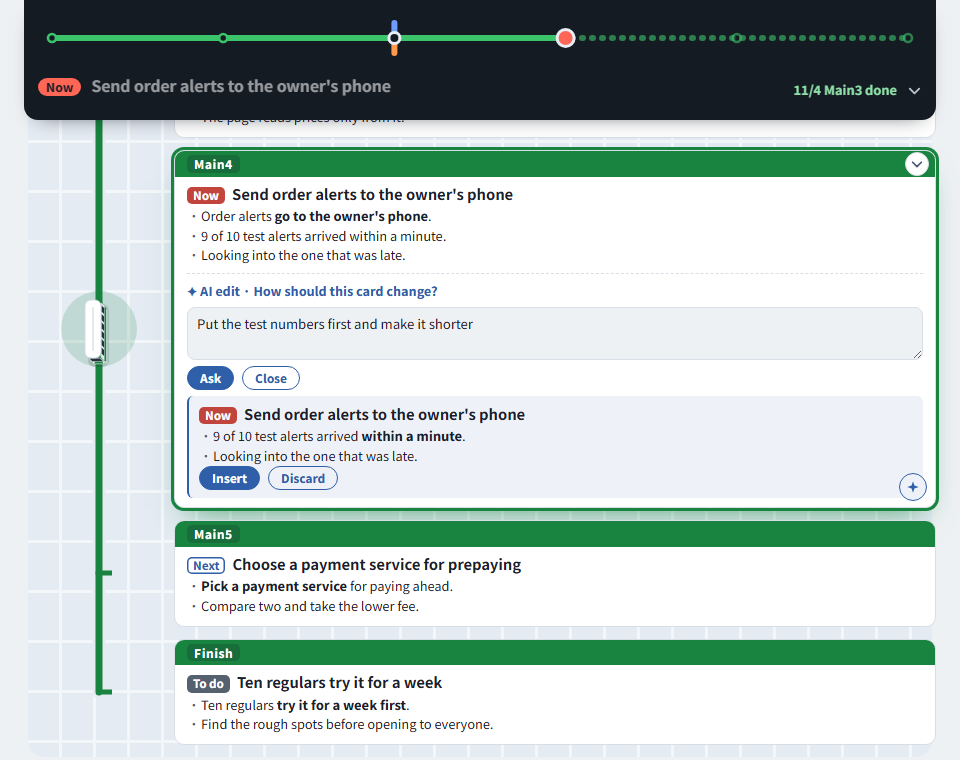 Now Send order alerts to the owner's phone
11/4 Main3 done
The page reads prices only from it.
Main4
Now Send order alerts to the owner's phone
· Order alerts go to the owner's phone.
· 9 of 10 test alerts arrived within a minute.
· Looking into the one that was late.
✦ AI edit · How should this card change?
Put the test numbers first and make it shorter
Ask Close
Now Send order alerts to the owner's phone
· 9 of 10 test alerts arrived within a minute.
· Looking into the one that was late.
Insert Discard
Main5
Next Choose a payment service for prepaying
· Pick a payment service for paying ahead.
· Compare two and take the lower fee.
Finish
To do Ten regulars try it for a week
· Ten regulars try it for a week first.
· Find the rough spots before opening to everyone.